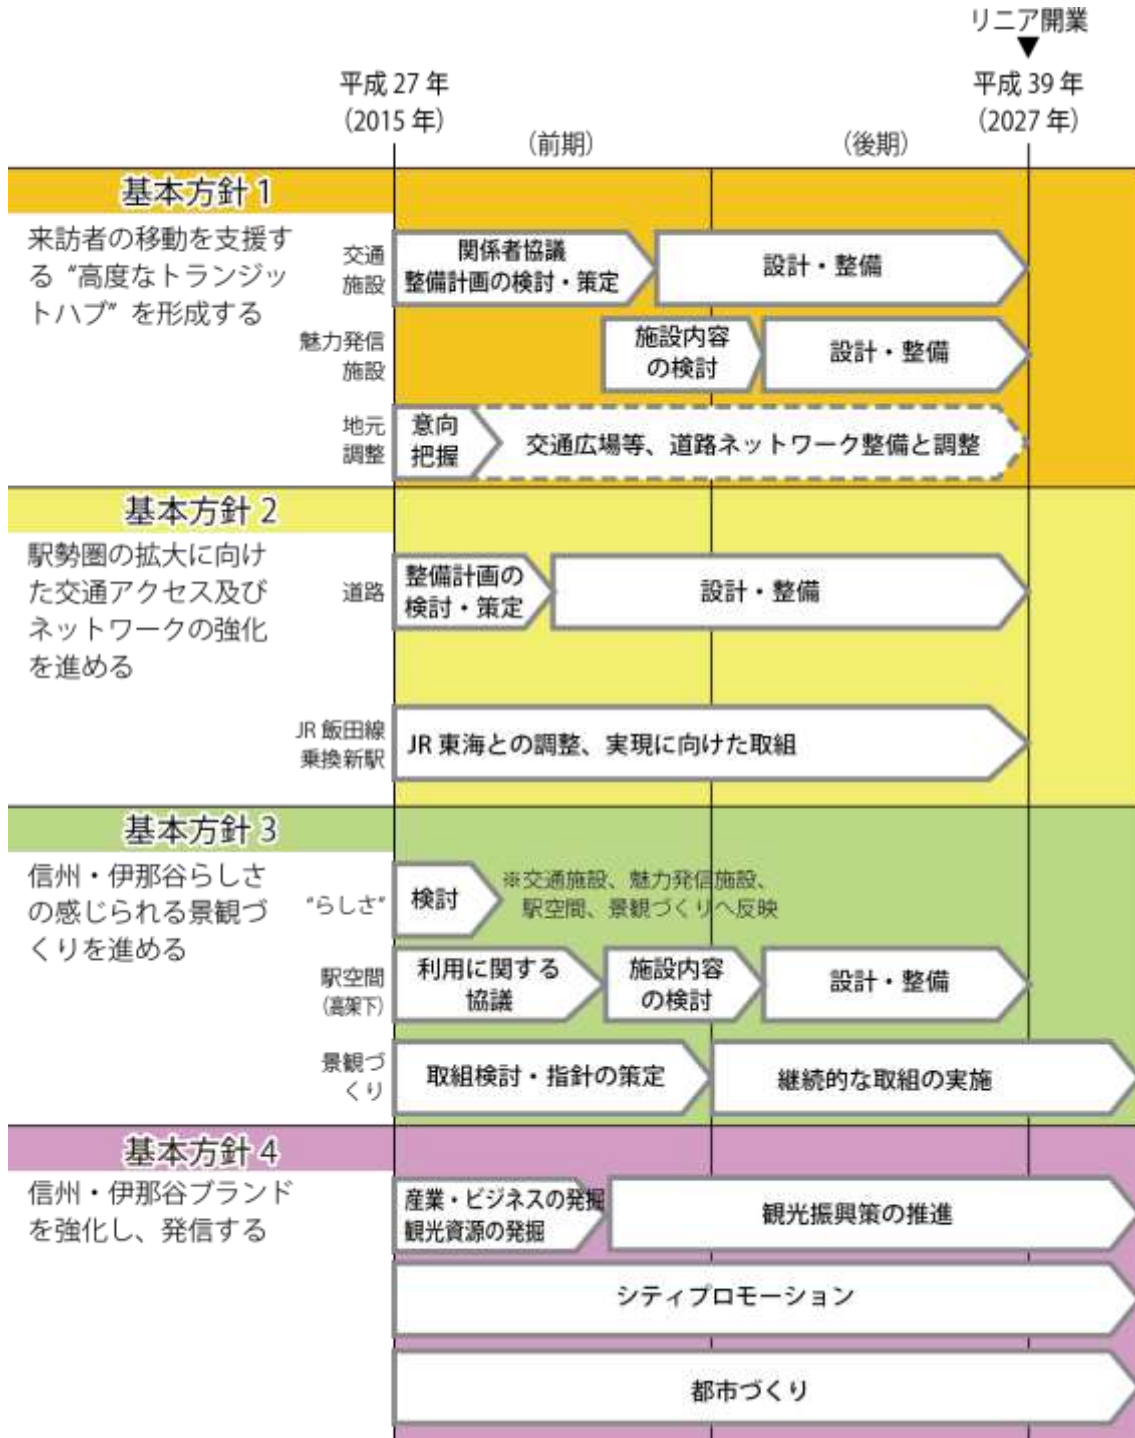 リニア開業
▼
平成 27 年
(2015 年)
平成 39 年
(2027 年)
(前期)
(後期)
基本方針 1
来訪者の移動を支援す
る “高度なトランジッ
トハブ” を形成する
交通
施設
関係者協議
整備計画の検討・策定
設計・整備
魅力発信
施設
施設内容
の検討
設計・整備
地元
調整
意向
把握
交通広場等、道路ネットワーク整備と調整
基本方針 2
駅勢圏の拡大に向け
た交通アクセス及び
ネットワークの強化
を進める
道路
整備計画の
検討・策定
設計・整備
JR 飯田線
乗換新駅
JR 東海との調整、実現に向けた取組
基本方針 3
信州・伊那谷らしさ
の感じられる景観づ
くりを進める
“らしさ”
検討
※交通施設、魅力発信施設、
駅空間、景観づくりへ反映
駅空間
(高架下)
利用に関する
協議
施設内容
の検討
設計・整備
景観づ
くり
取組検討・指針の策定
継続的な取組の実施
基本方針 4
信州・伊那谷ブランド
を強化し、発信する
産業・ビジネスの発掘
観光資源の発掘
観光振興策の推進
シティプロモーション
都市づくり